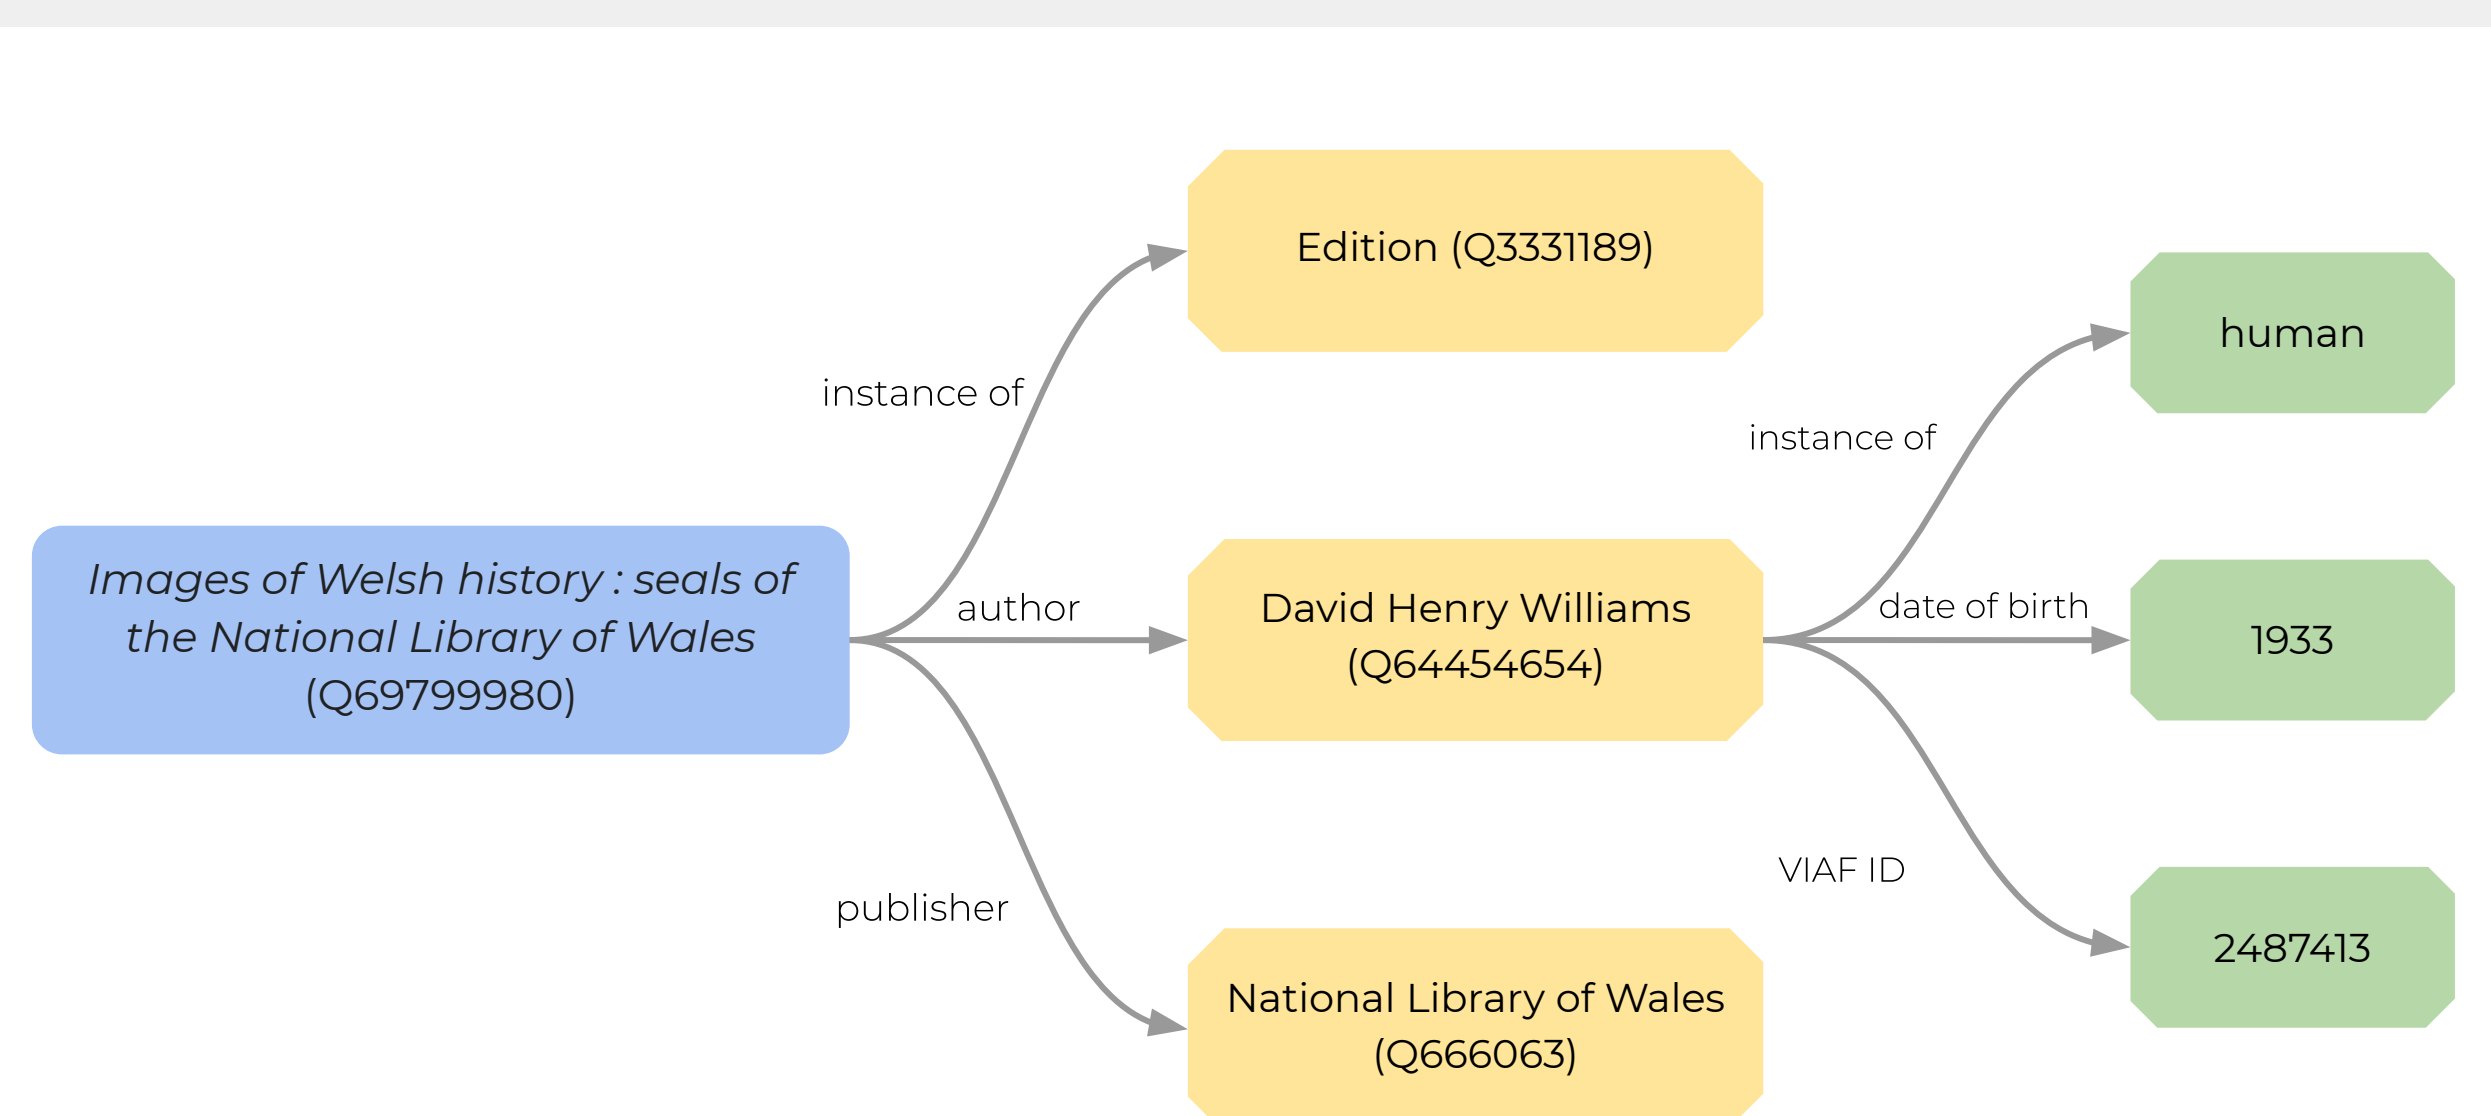 Edition (Q3331189)
human
instance of
instance of
Images of Welsh history : seals of
the National Library of Wales
(Q69799980)
author
David Henry Williams
(Q64454654)
date of birth
1933
VIAF ID
publisher
2487413
National Library of Wales
(Q666063)